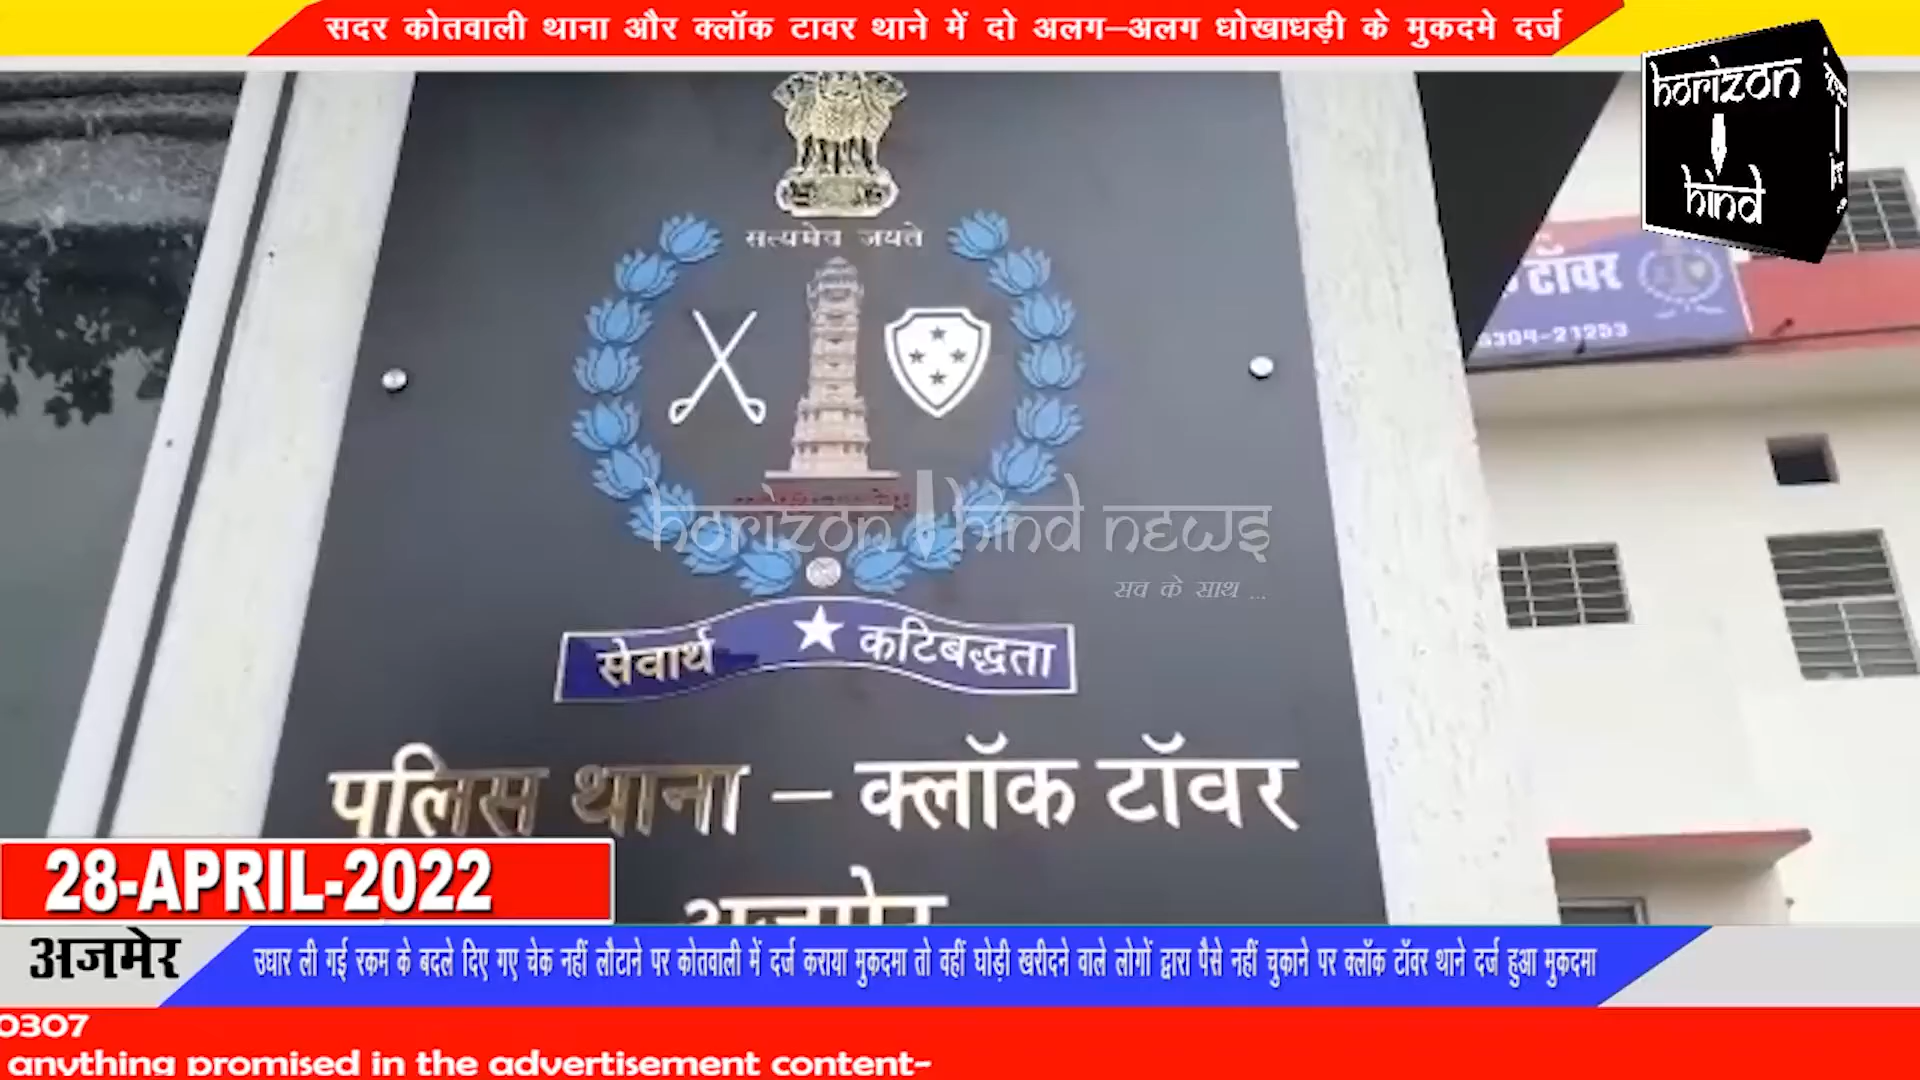 सदर कोतवाली थाना और क्लॉक टावर थाने में दो अलग–अलग धोखाधड़ी के मुकदमे दर्ज
horizon
hind
सत्यमेव जयते
टॉवर
horizon hind news
सब के साथ ...
सेवार्थ ★ कटिबद्धता
पुलिस थाना – क्लॉक टॉवर
अजमेर
28-APRIL-2022
अजमेर
उधार ली गई रकम के बदले दिए गए चेक नहीं लौटाने पर कोतवाली में दर्ज कराया मुकदमा तो वहीं घोड़ी खरीदने वाले लोगों द्वारा पैसे नहीं चुकाने पर क्लॉक टॉवर थाने दर्ज हुआ मुकदमा
0307
anything promised in the advertisement content-